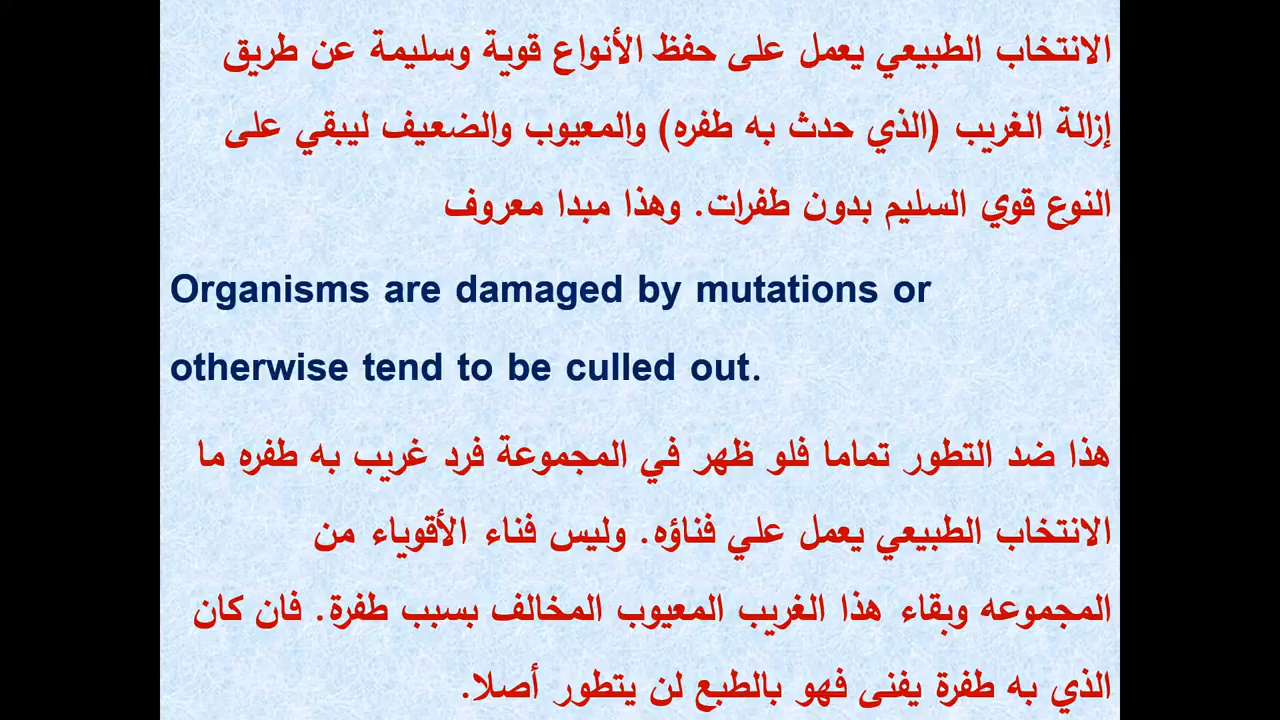 الانتخاب الطبيعي يعمل على حفظ الأنواع قوية وسليمة عن طريق
إزالة الغريب (الذي حدث به طفره) والمعيوب والضعيف ليبقي على
النوع قوي السليم بدون طفرات. وهذا مبدا معروف
Organisms are damaged by mutations or
otherwise tend to be culled out.
هذا ضد التطور تماما فلو ظهر في المجموعة فرد غريب به طفره ما
الانتخاب الطبيعي يعمل علي فناؤه. وليس فناء الأقوياء من
المجموعه وبقاء هذا الغريب المعيوب المخالف بسبب طفرة. فان كان
الذي به طفرة يفنى فهو بالطبع لن يتطور أصلا.